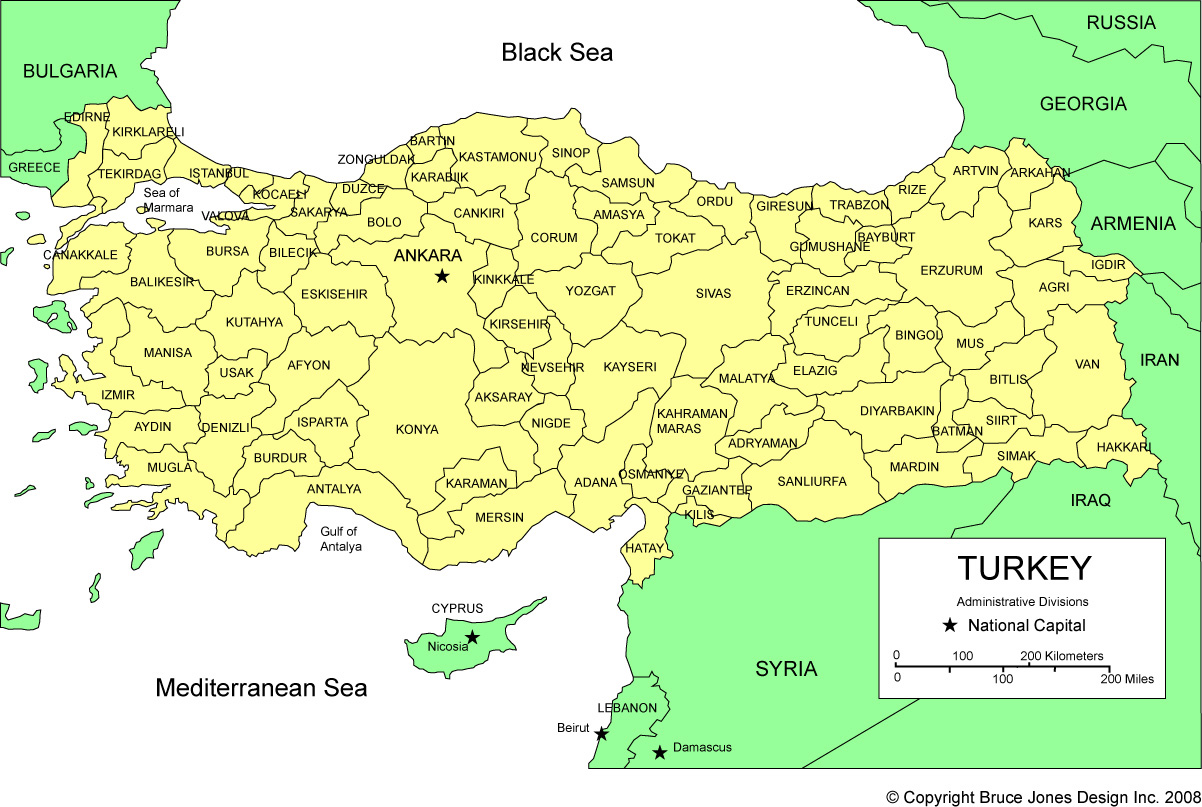 Black Sea
RUSSIA
BULGARIA
GEORGIA
EDIRNE
KIRKLARELI
BARTIN
ZONGULDAK
KASTAMONU
SINOP
GREECE
TEKIRDAG
ISTANBUL
KARABUK
SAMSUN
ARTVIN
ARKAHAN
Sea of
Marmara
KOCAELI
DUZCE
RIZE
VALOVA
SAKARYA
BOLO
CANKIRI
AMASYA
ORDU
GIRESUN
TRABZON
KARS
ARMENIA
CANAKKALE
BURSA
BILECIK
ANKARA
CORUM
TOKAT
GUMUSHANE
BAYBURT
ERZURUM
IGDIR
BALIKESIR
ESKISEHIR
KINKKALE
YOZGAT
SIVAS
ERZINCAN
AGRI
KUTAHYA
KIRSEHIR
TUNCELI
BINGOL
MUS
MANISA
USAK
AFYON
NEVSEHIR
KAYSERI
MALATYA
ELAZIG
BITLIS
VAN
IRAN
IZMIR
AKSARAY
KAHRAMAN
MARAS
DIYARBAKIN
AYDIN
DENIZLI
ISPARTA
KONYA
NIGDE
ADRYAMAN
BATMAN
SIIRT
HAKKARI
MUGLA
BURDUR
SIMAK
ANTALYA
KARAMAN
ADANA
OSMANIYE
GAZIANTEP
SANLIURFA
MARDIN
MERSIN
KILIS
IRAQ
Gulf of
Antalya
HATAY
TURKEY
Administrative Divisions
National Capital
0 100 200 Kilometers
0 100 200 Miles
CYPRUS
Nicosia
Mediterranean Sea
SYRIA
LEBANON
Beirut
Damascus
© Copyright Bruce Jones Design Inc. 2008